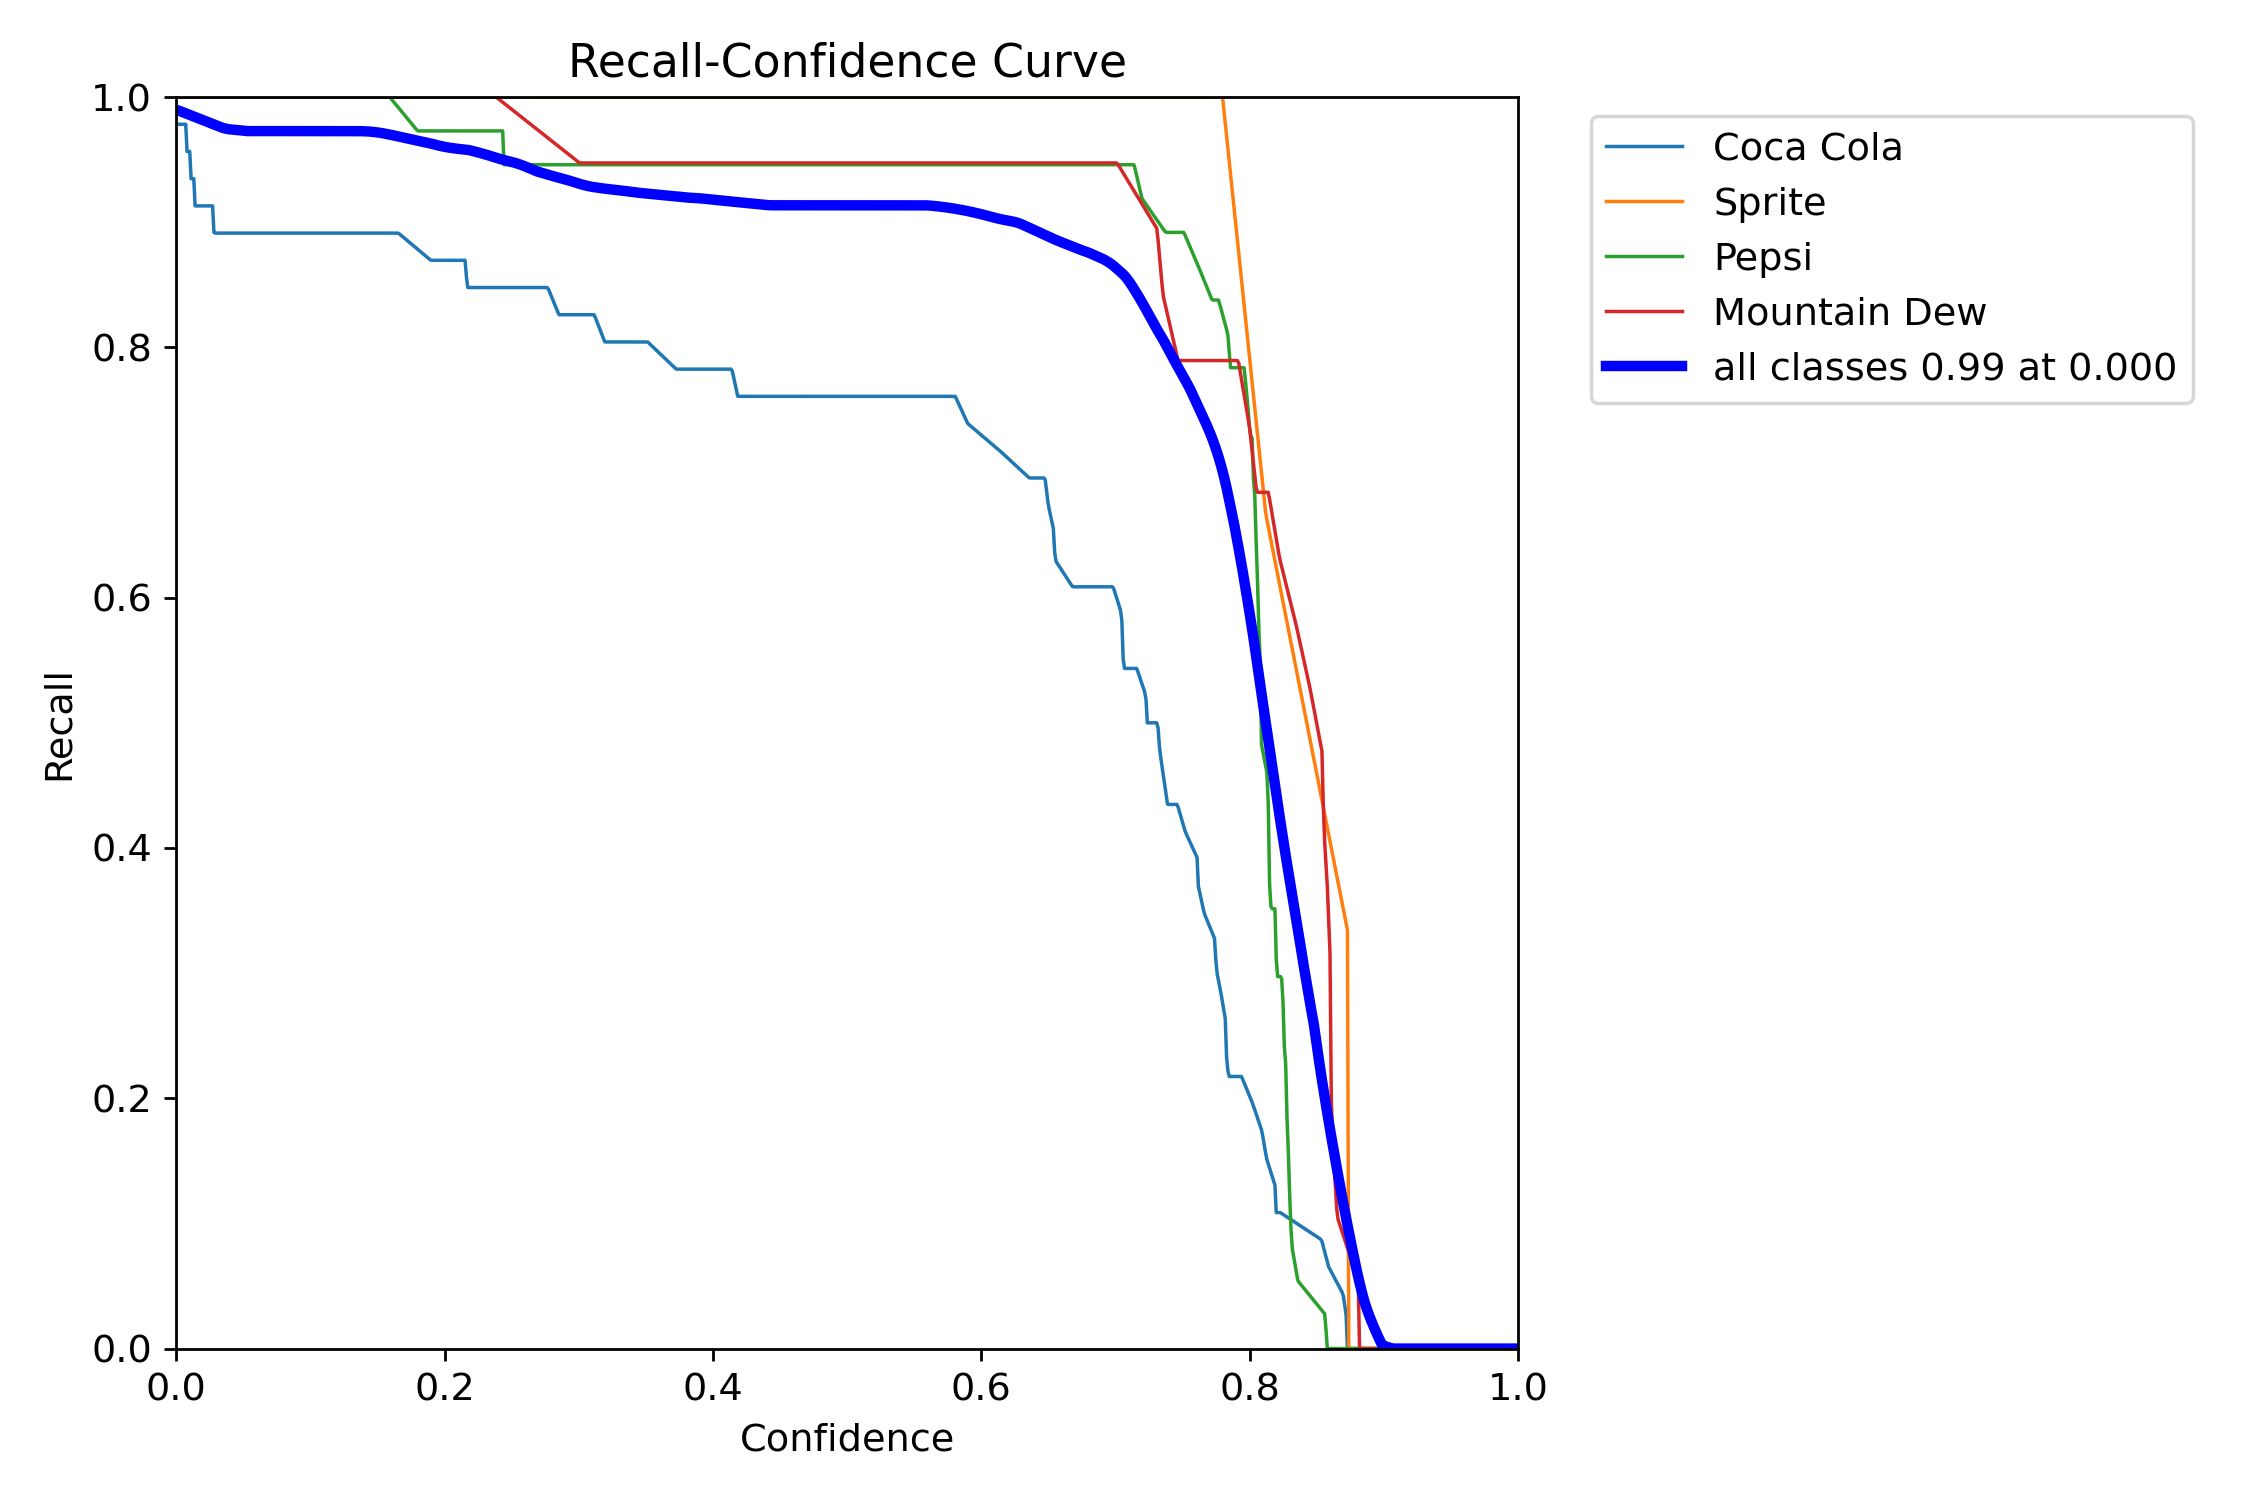 Recall-Confidence Curve
1.0
0.8
0.6
0.4
0.2
0.0
Recall
0.0 0.2 0.4 0.6 0.8 1.0
Confidence
Coca Cola
Sprite
Pepsi
Mountain Dew
all classes 0.99 at 0.000